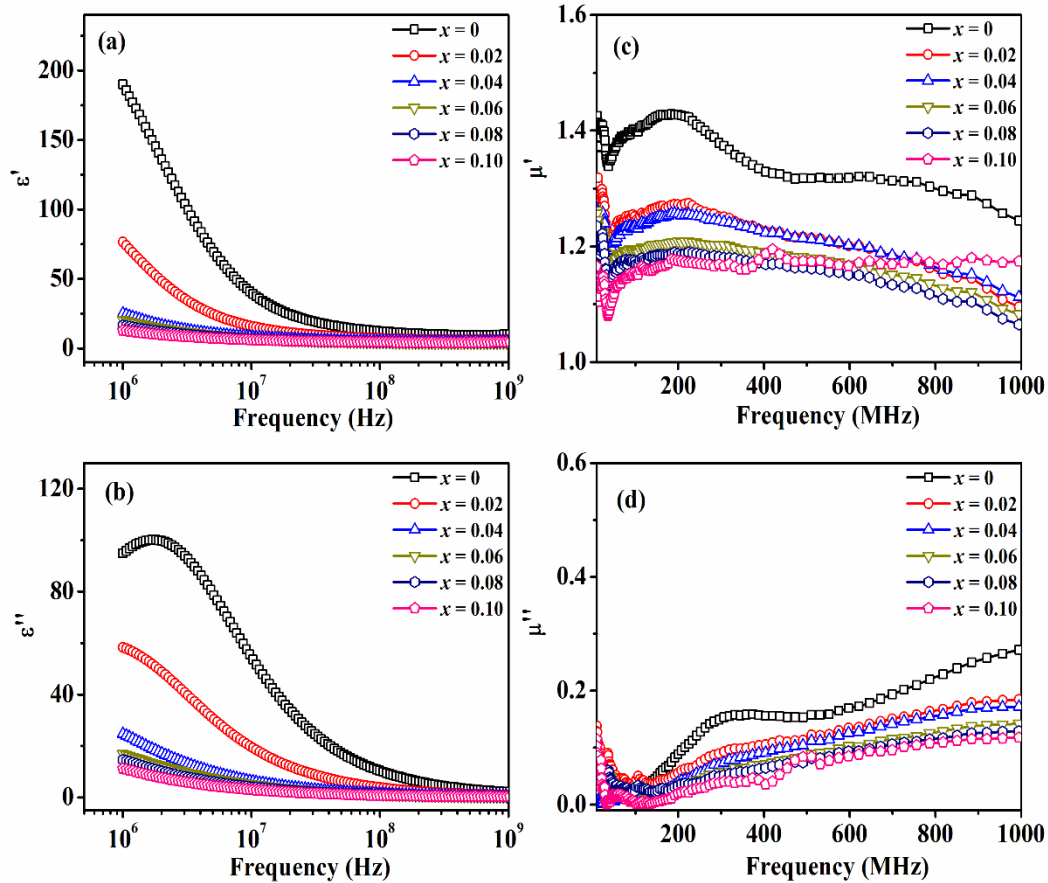 (a)
x = 0
x = 0.02
x = 0.04
x = 0.06
x = 0.08
x = 0.10
200
150
100
50
0
ε'
10⁶ 10⁷ 10⁸ 10⁹
Frequency (Hz)
(c)
x = 0
x = 0.02
x = 0.04
x = 0.06
x = 0.08
x = 0.10
1.6
1.4
1.2
1.0
μ'
200 400 600 800 1000
Frequency (MHz)
(b)
x = 0
x = 0.02
x = 0.04
x = 0.06
x = 0.08
x = 0.10
120
80
40
0
ε''
10⁶ 10⁷ 10⁸ 10⁹
Frequency (Hz)
(d)
x = 0
x = 0.02
x = 0.04
x = 0.06
x = 0.08
x = 0.10
0.6
0.4
0.2
0.0
μ''
200 400 600 800 1000
Frequency (MHz)